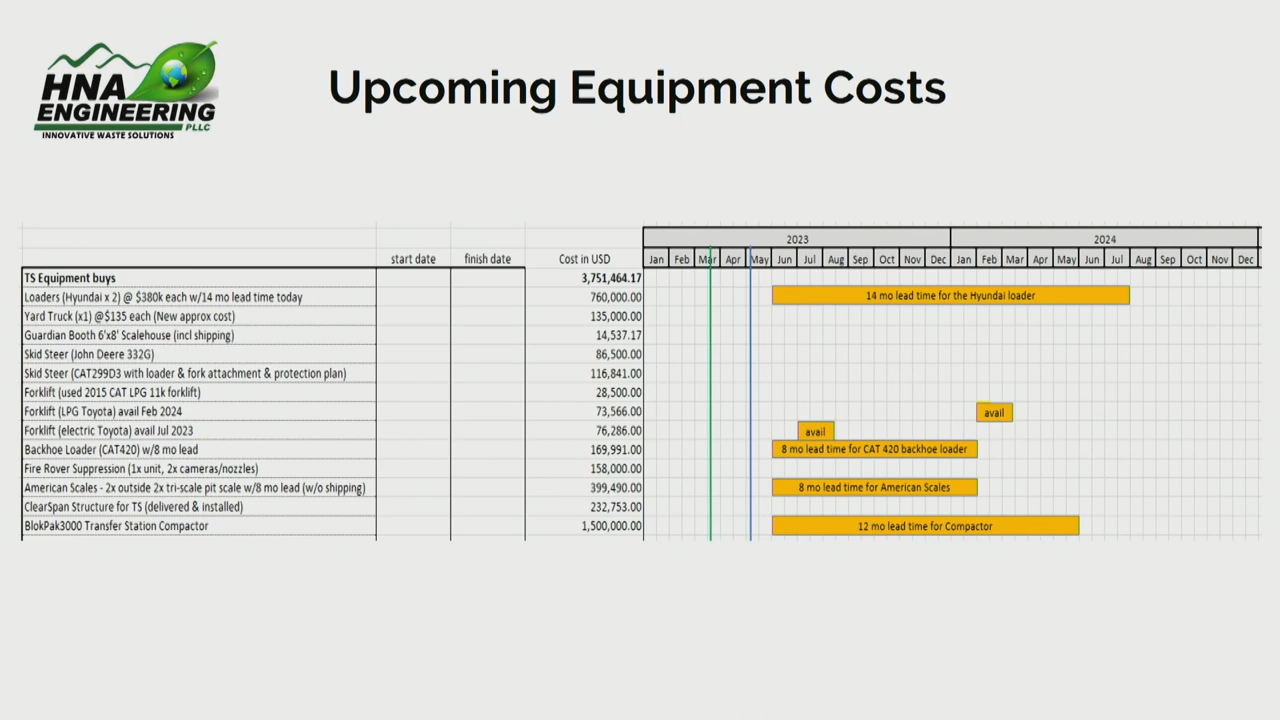 HNA
ENGINEERING
PLLC
INNOVATIVE WASTE SOLUTIONS
Upcoming Equipment Costs
2023 2024
start date finish date Cost in USD Jan Feb Mar Apr May Jun Jul Aug Sep Oct Nov Dec Jan Feb Mar Apr May Jun Jul Aug Sep Oct Nov Dec
TS Equipment buys 3,751,464.17
Loaders (Hyundai x 2) @ $380k each w/14 mo lead time today 760,000.00 14 mo lead time for the Hyundai loader
Yard Truck (x1) @$135 each (New approx cost) 135,000.00
Guardian Booth 6'x8' Scalehouse (incl shipping) 14,537.17
Skid Steer (John Deere 332G) 86,500.00
Skid Steer (CAT299D3 with loader & fork attachment & protection plan) 116,841.00
Forklift (used 2015 CAT LPG 11k forklift) 28,500.00
Forklift (LPG Toyota) avail Feb 2024 73,566.00 avail
Forklift (electric Toyota) avail Jul 2023 76,286.00 avail
Backhoe Loader (CAT420) w/8 mo lead 169,991.00 8 mo lead time for CAT 420 backhoe loader
Fire Rover Suppression (1x unit, 2x cameras/nozzles) 158,000.00
American Scales - 2x outside 2x tri-scale pit scale w/8 mo lead (w/o shipping) 399,490.00 8 mo lead time for American Scales
ClearSpan Structure for TS (delivered & installed) 232,753.00
BlokPak3000 Transfer Station Compactor 1,500,000.00 12 mo lead time for Compactor